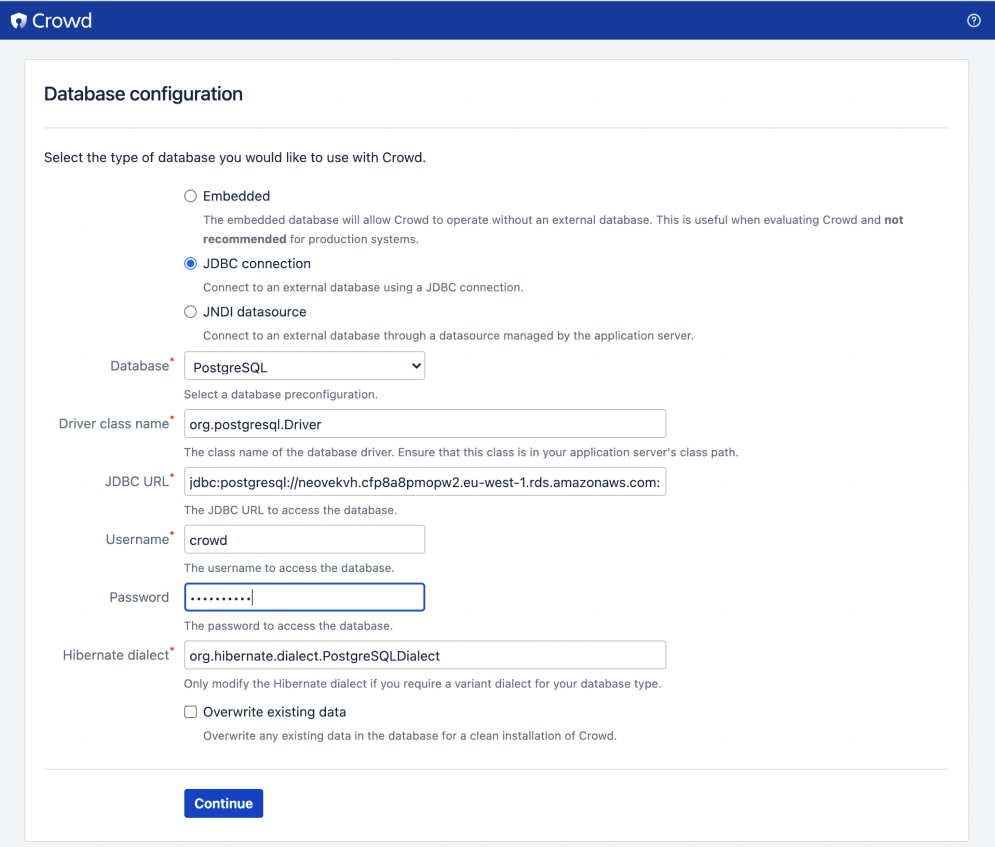 Crowd
Database configuration
Select the type of database you would like to use with Crowd.
Embedded
The embedded database will allow Crowd to operate without an external database. This is useful when evaluating Crowd and not
recommended for production systems.
JDBC connection
Connect to an external database using a JDBC connection.
JNDI datasource
Connect to an external database through a datasource managed by the application server.
Database* PostgreSQL
Select a database preconfiguration.
Driver class name* org.postgresql.Driver
The class name of the database driver. Ensure that this class is in your application server's class path.
JDBC URL* jdbc:postgresql://neovekvh.cfp8a8pmopw2.eu-west-1.rds.amazonaws.com:
The JDBC URL to access the database.
Username* crowd
The username to access the database.
Password ••••••••••
The password to access the database.
Hibernate dialect* org.hibernate.dialect.PostgreSQLDialect
Only modify the Hibernate dialect if you require a variant dialect for your database type.
Overwrite existing data
Overwrite any existing data in the database for a clean installation of Crowd.
Continue